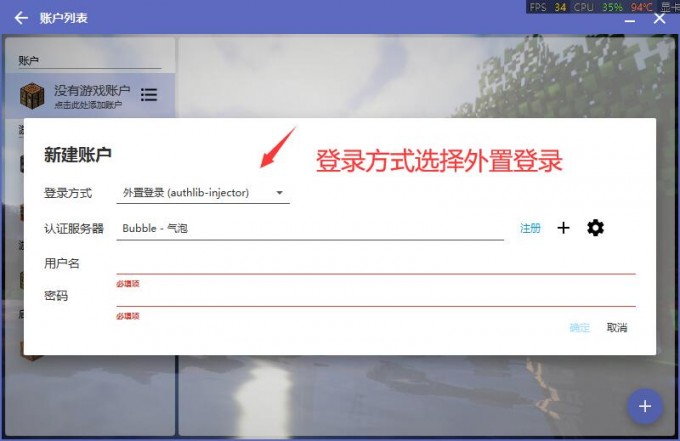 FPS 34 CPU 35% 94°C 显卡
账户列表
账户
没有游戏账户
点击此处添加账户
新建账户
登录方式选择外置登录
登录方式 外置登录 (authlib-injector)
认证服务器 Bubble - 气泡 注册
用户名
必填项
密码
必填项
确定 取消